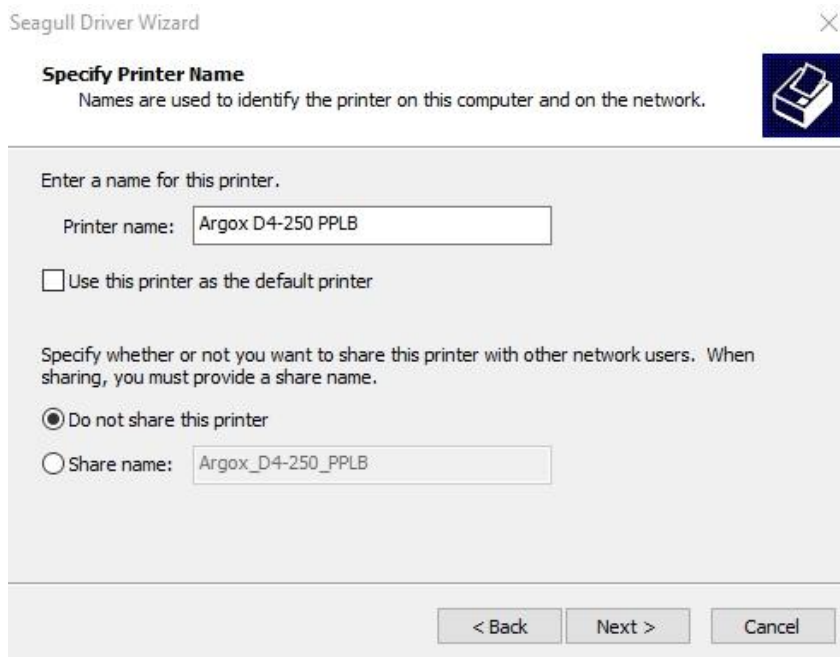 Seagull Driver Wizard
Specify Printer Name
Names are used to identify the printer on this computer and on the network.
Enter a name for this printer.
Printer name: Argox D4-250 PPLB
Use this printer as the default printer
Specify whether or not you want to share this printer with other network users.  When
sharing, you must provide a share name.
Do not share this printer
Share name: Argox_D4-250_PPLB
< Back Next > Cancel